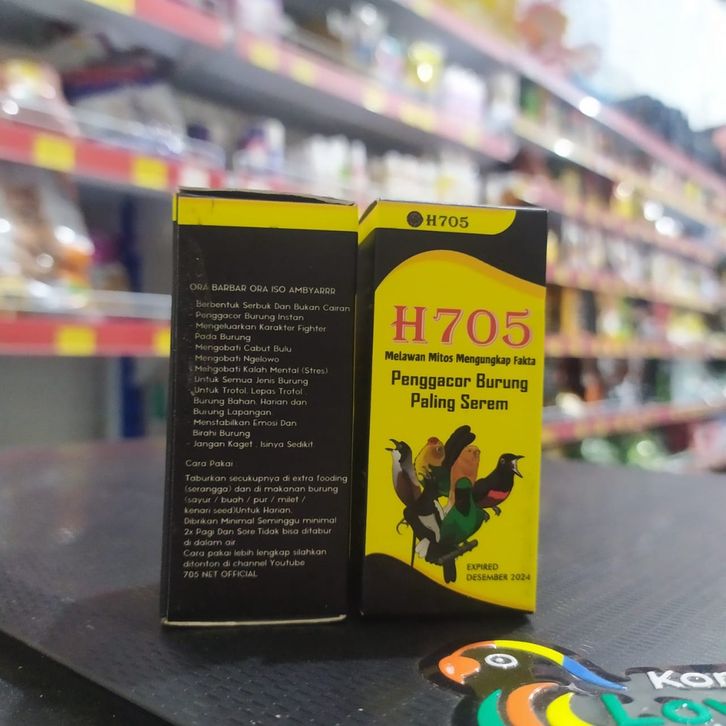 ORA BARBAR ORA ISO AMBYARRR
- Berbentuk Serbuk Dan Bukan Cairan
- Penggacor Burung Instan
- Mengeluarkan Karakter Fighter
Pada Burung
- Mengobati Cabut Bulu
- Mengobati Ngelowo
- Mehgobati Kalah Mental (Stres)
- Untuk Semua Jenis Burung
- Untuk Trotol, Lepas Trotol,
Burung Bahan, Harian dan
Burung Lapangan.
- Menstabilkan Emosi Dan
Birahi Burung
- Jangan Kaget, Isinya Sedikit.
Cara Pakai
Taburkan secukupnya di extra fooding
(serangga) dan di makanan burung
(sayur / buah / pur / milet /
kenari seed)Untuk Harian.
Dibrikan Minimal Seminggu minimal
2x Pagi Dan Sore Tidak bisa ditabur
di dalam air
Cara pakai lebih lengkap silahkan
ditonton di channel Youtube
705 NET OFFICIAL
H705
H705
Melawan Mitos Mengungkap Fakta
Penggacor Burung
Paling Serem
EXPIRED
DESEMBER 2024